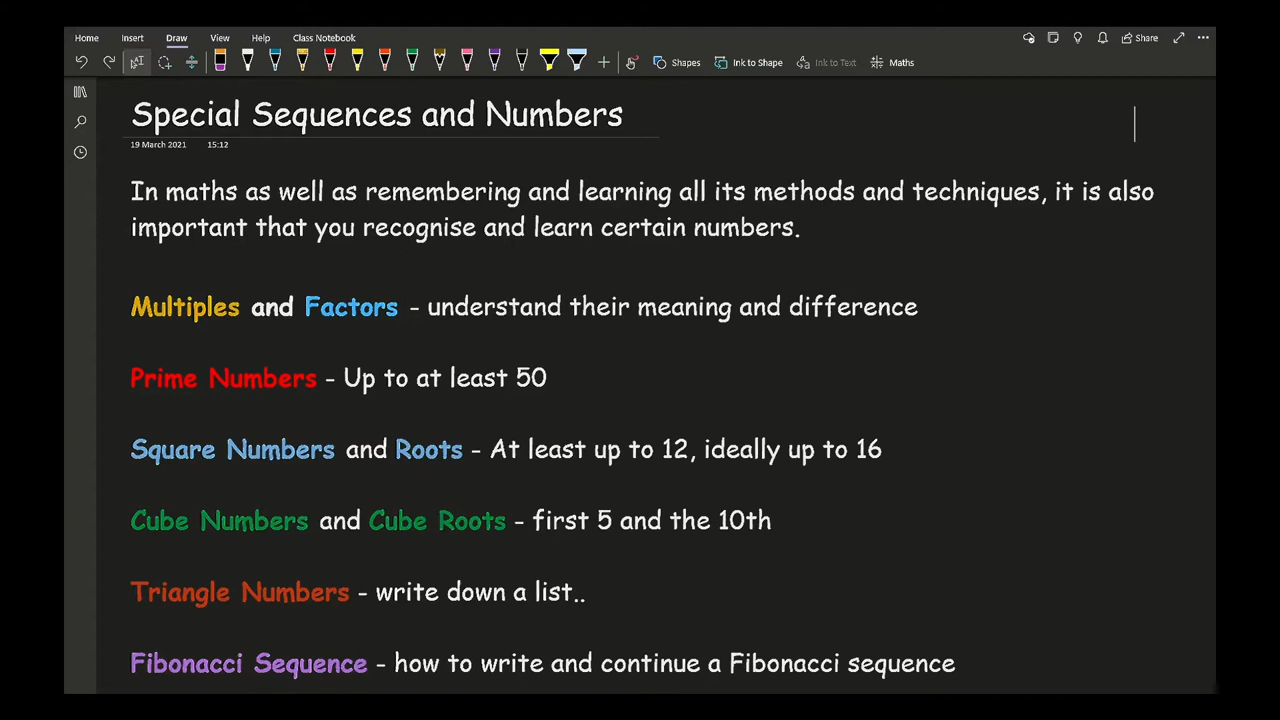 Home Insert Draw View Help Class Notebook Share
Shapes Ink to Shape Ink to Text Maths
Special Sequences and Numbers
19 March 2021 15:12
In maths as well as remembering and learning all its methods and techniques, it is also
important that you recognise and learn certain numbers.
Multiples and Factors - understand their meaning and difference
Prime Numbers - Up to at least 50
Square Numbers and Roots - At least up to 12, ideally up to 16
Cube Numbers and Cube Roots - first 5 and the 10th
Triangle Numbers - write down a list..
Fibonacci Sequence - how to write and continue a Fibonacci sequence